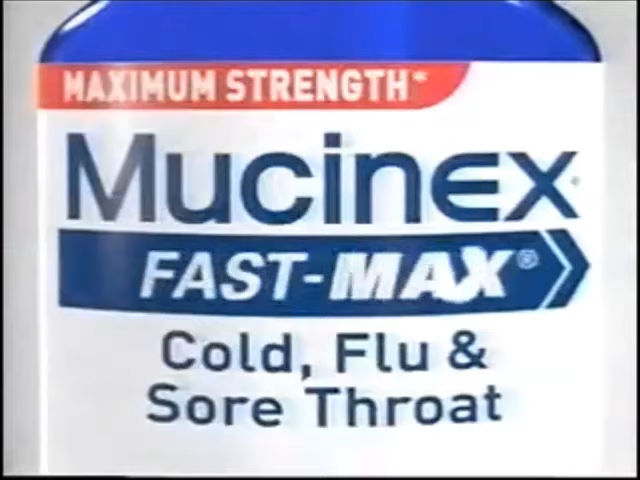 MAXIMUM STRENGTH*
Mucinex®
FAST-MAX®
Cold, Flu &
Sore Throat